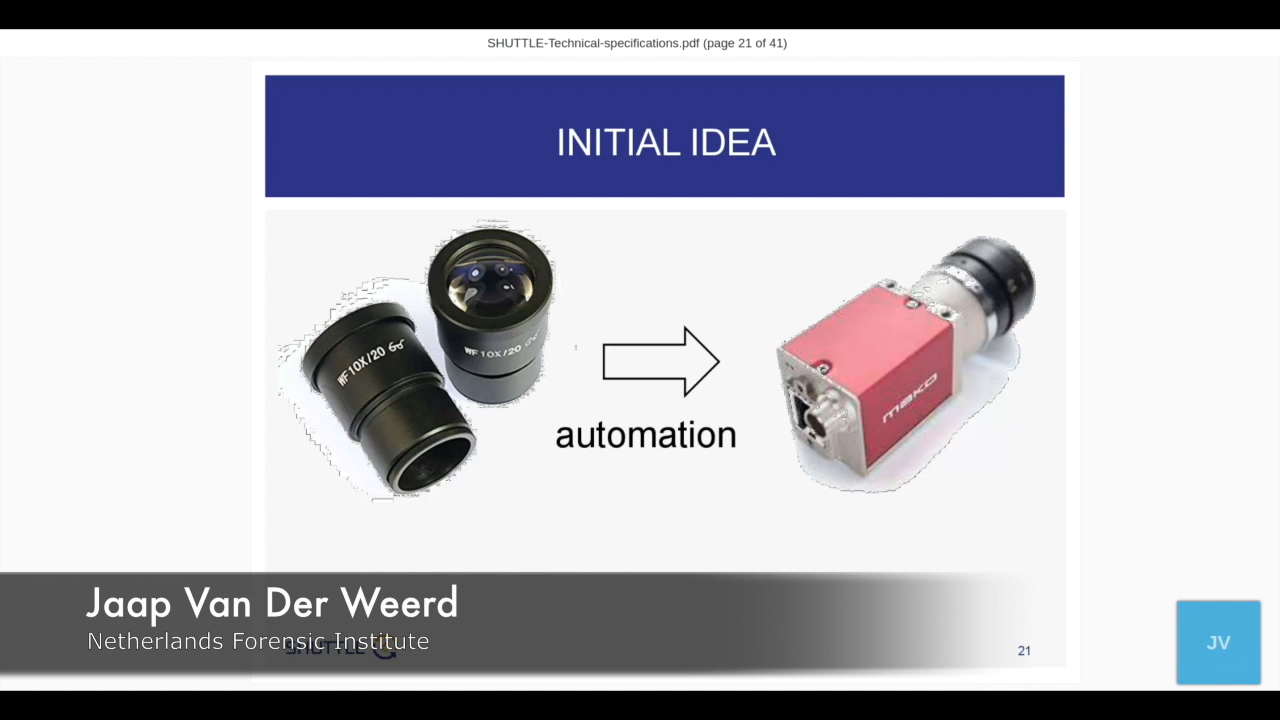 SHUTTLE-Technical-specifications.pdf (page 21 of 41)
INITIAL IDEA
WF 10X/20
WF 10X/20
automation
mako
Jaap Van Der Weerd
Netherlands Forensic Institute
SHUTTLE
21
JV